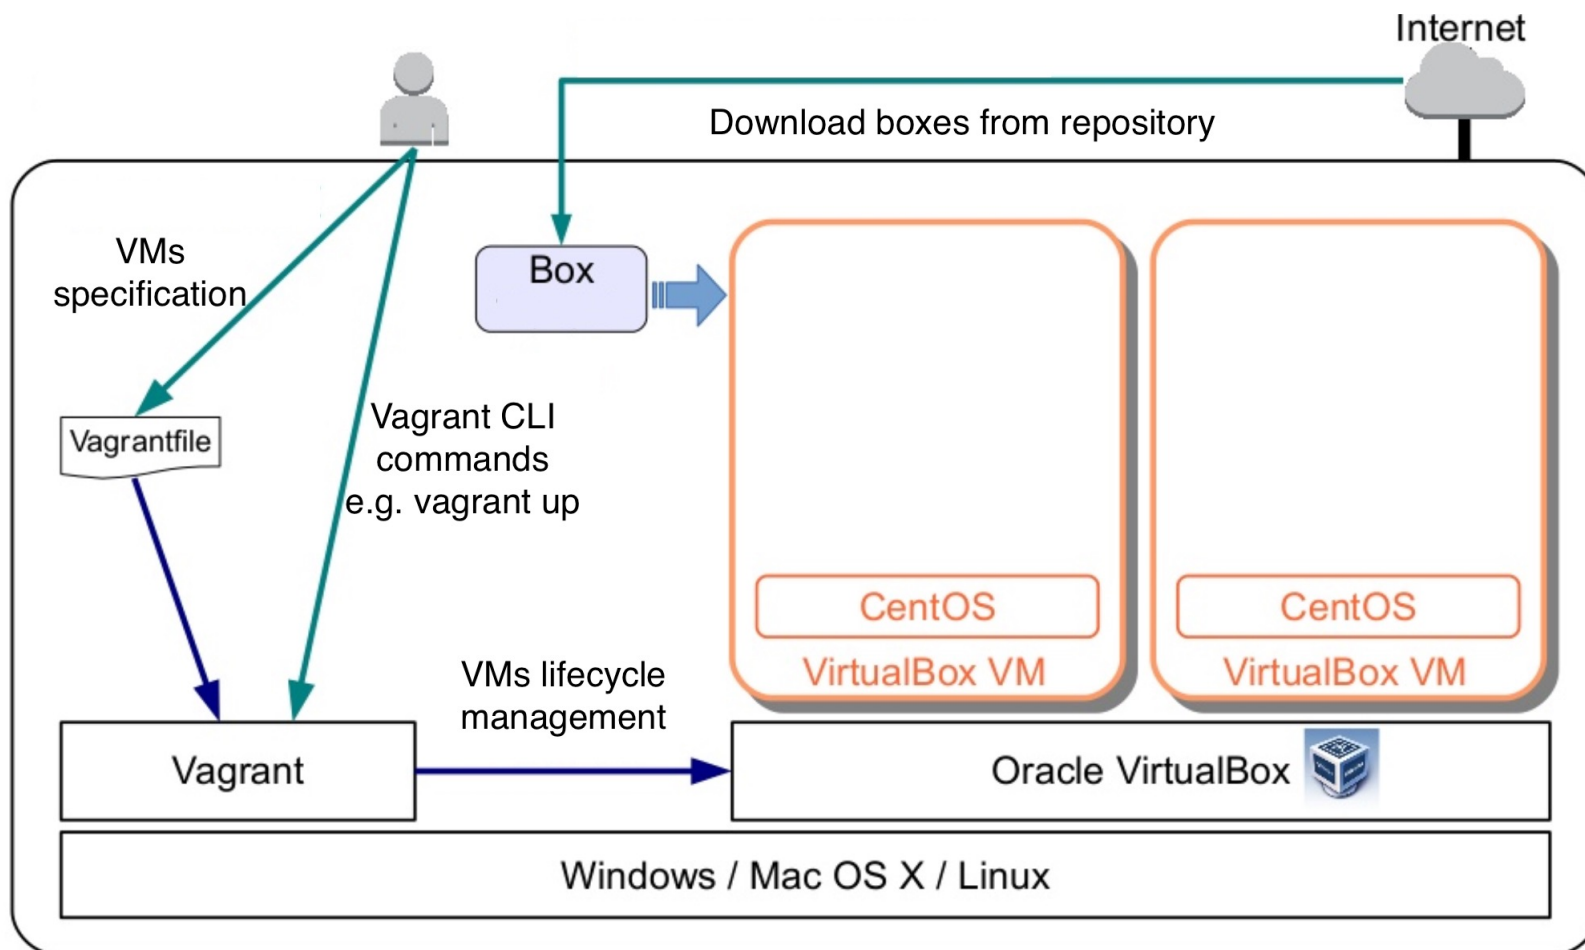 Internet
Download boxes from repository
VMs
specification
Box
Vagrantfile
Vagrant CLI
commands
e.g. vagrant up
CentOS
VirtualBox VM
CentOS
VirtualBox VM
VMs lifecycle
management
Vagrant
Oracle VirtualBox
Windows / Mac OS X / Linux